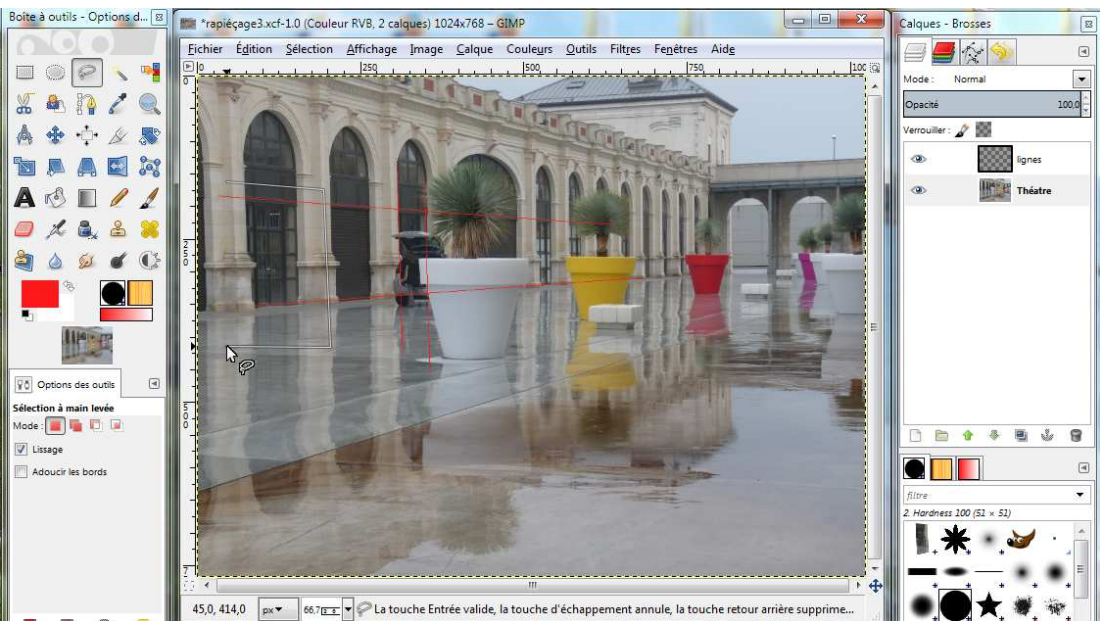 Boîte à outils - Options d...
*rapiéçage3.xcf-1.0 (Couleur RVB, 2 calques) 1024x768 – GIMP
Calques - Brosses
Fichier Édition Sélection Affichage Image Calque Couleurs Outils Filtres Fenêtres Aide
0 250 500 750 100
0
250
500
7
Mode : Normal
Opacité 100,0
Verrouiller :
lignes
Théatre
Options des outils
Sélection à main levée
Mode :
Lissage
Adoucir les bords
filtre
2. Hardness 100 (51 × 51)
45,0, 414,0 px 66,7 La touche Entrée valide, la touche d'échappement annule, la touche retour arrière supprime...